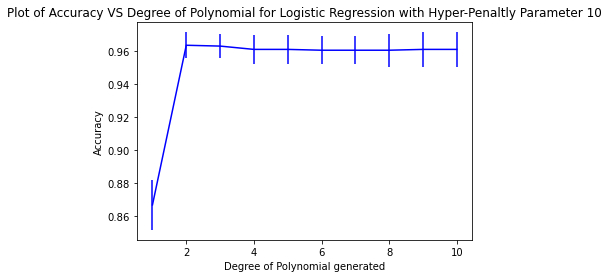 Plot of Accuracy VS Degree of Polynomial for Logistic Regression with Hyper-Penaltly Parameter 10
0.96
0.94
0.92
0.90
0.88
0.86
Accuracy
2 4 6 8 10
Degree of Polynomial generated